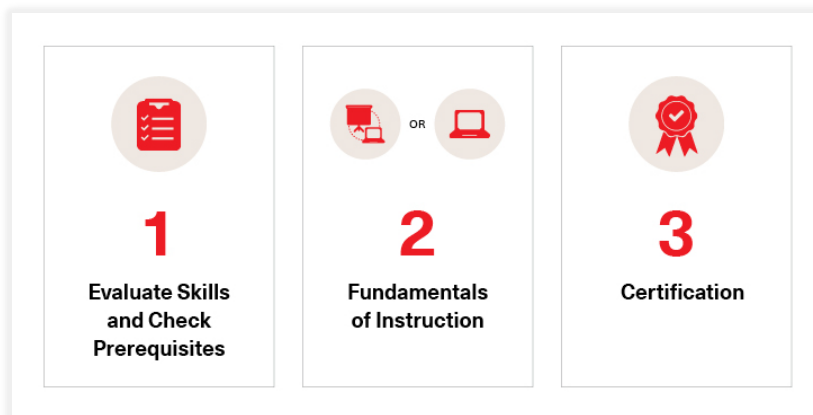 OR
1
2
3
Evaluate Skills
and Check
Prerequisites
Fundamentals
of Instruction
Certification